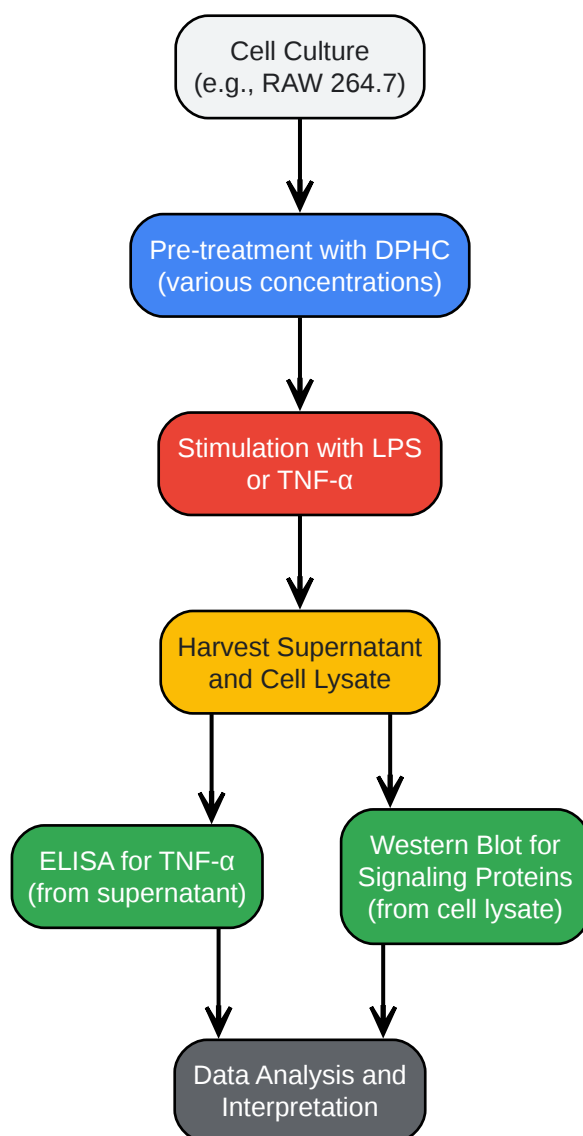 Cell Culture
(e.g., RAW 264.7)
Pre-treatment with DPHC
(various concentrations)
Stimulation with LPS
or TNF-α
Harvest Supernatant
and Cell Lysate
ELISA for TNF-α
(from supernatant)
Western Blot for
Signaling Proteins
(from cell lysate)
Data Analysis and
Interpretation